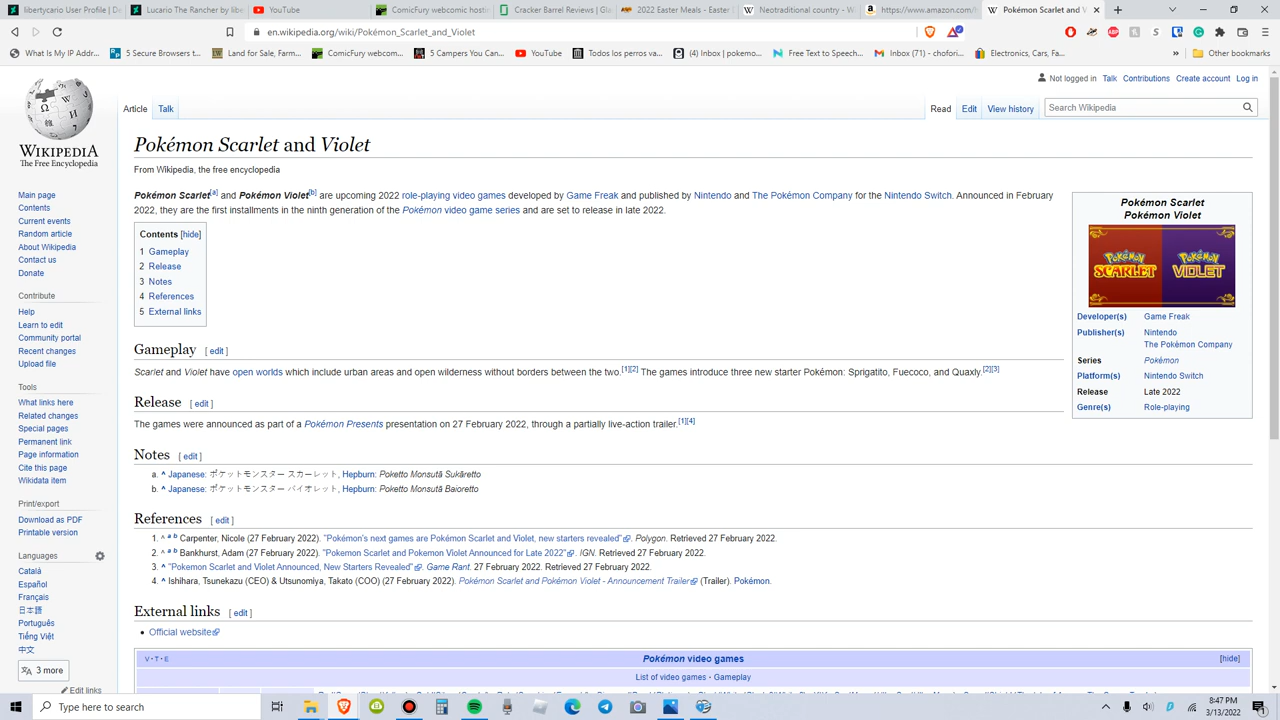 libertycario User Profile | De
Lucario The Rancher by libe
YouTube
ComicFury webcomic hostin
Cracker Barrel Reviews | Gla
2022 Easter Meals - Easter
Neotraditional country - Wi
https://www.amazon.com/
Pokémon Scarlet and V
en.wikipedia.org/wiki/Pokémon_Scarlet_and_Violet
What Is My IP Addr...
5 Secure Browsers t...
Land for Sale, Farm...
ComicFury webcom...
5 Campers You Can...
YouTube
Todos los perros va...
(4) Inbox | pokemo...
Free Text to Speech...
Gmail (91) - chofori...
Electronics, Cars, Fa...
Other bookmarks
Not logged in Talk Contributions Create account Log in
Article Talk
Read Edit View history
Search Wikipedia
WIKIPEDIA
The Free Encyclopedia
Main page
Contents
Current events
Random article
About Wikipedia
Contact us
Donate
Contribute
Help
Learn to edit
Community portal
Recent changes
Upload file
Tools
What links here
Related changes
Special pages
Permanent link
Page information
Cite this page
Wikidata item
Print/export
Download as PDF
Printable version
Languages
Català
Español
Français
日本語
Português
Tiếng Việt
中文
3 more
Edit links
Pokémon Scarlet and Violet
From Wikipedia, the free encyclopedia
Pokémon Scarlet[a] and Pokémon Violet[b] are upcoming 2022 role-playing video games developed by Game Freak and published by Nintendo and The Pokémon Company for the Nintendo Switch. Announced in February
2022, they are the first installments in the ninth generation of the Pokémon video game series and are set to release in late 2022.
Contents [hide]
1 Gameplay
2 Release
3 Notes
4 References
5 External links
Pokémon Scarlet
Pokémon Violet
POKÉMON SCARLET
POKÉMON VIOLET
Developer(s) Game Freak
Publisher(s) Nintendo
The Pokémon Company
Series Pokémon
Platform(s) Nintendo Switch
Release Late 2022
Genre(s) Role-playing
Gameplay [ edit ]
Scarlet and Violet have open worlds which include urban areas and open wilderness without borders between the two.[1][2] The games introduce three new starter Pokémon: Sprigatito, Fuecoco, and Quaxly.[2][3]
Release [ edit ]
The games were announced as part of a Pokémon Presents presentation on 27 February 2022, through a partially live-action trailer.[1][4]
Notes [ edit ]
a. ^ Japanese: ポケットモンスター スカーレット, Hepburn: Poketto Monsutā Sukāretto
b. ^ Japanese: ポケットモンスター バイオレット, Hepburn: Poketto Monsutā Baioretto
References [ edit ]
1. ^ a b Carpenter, Nicole (27 February 2022). "Pokémon's next games are Pokémon Scarlet and Violet, new starters revealed". Polygon. Retrieved 27 February 2022.
2. ^ a b Bankhurst, Adam (27 February 2022). "Pokemon Scarlet and Pokemon Violet Announced for Late 2022". IGN. Retrieved 27 February 2022.
3. ^ "Pokemon Scarlet and Violet Announced, New Starters Revealed". Game Rant. 27 February 2022. Retrieved 27 February 2022.
4. ^ Ishihara, Tsunekazu (CEO) & Utsunomiya, Takato (COO) (27 February 2022). Pokémon Scarlet and Pokémon Violet - Announcement Trailer (Trailer). Pokémon.
External links [ edit ]
• Official website
V · T · E
Pokémon video games
[hide]
List of video games · Gameplay
Type here to search
8:47 PM
3/13/2022